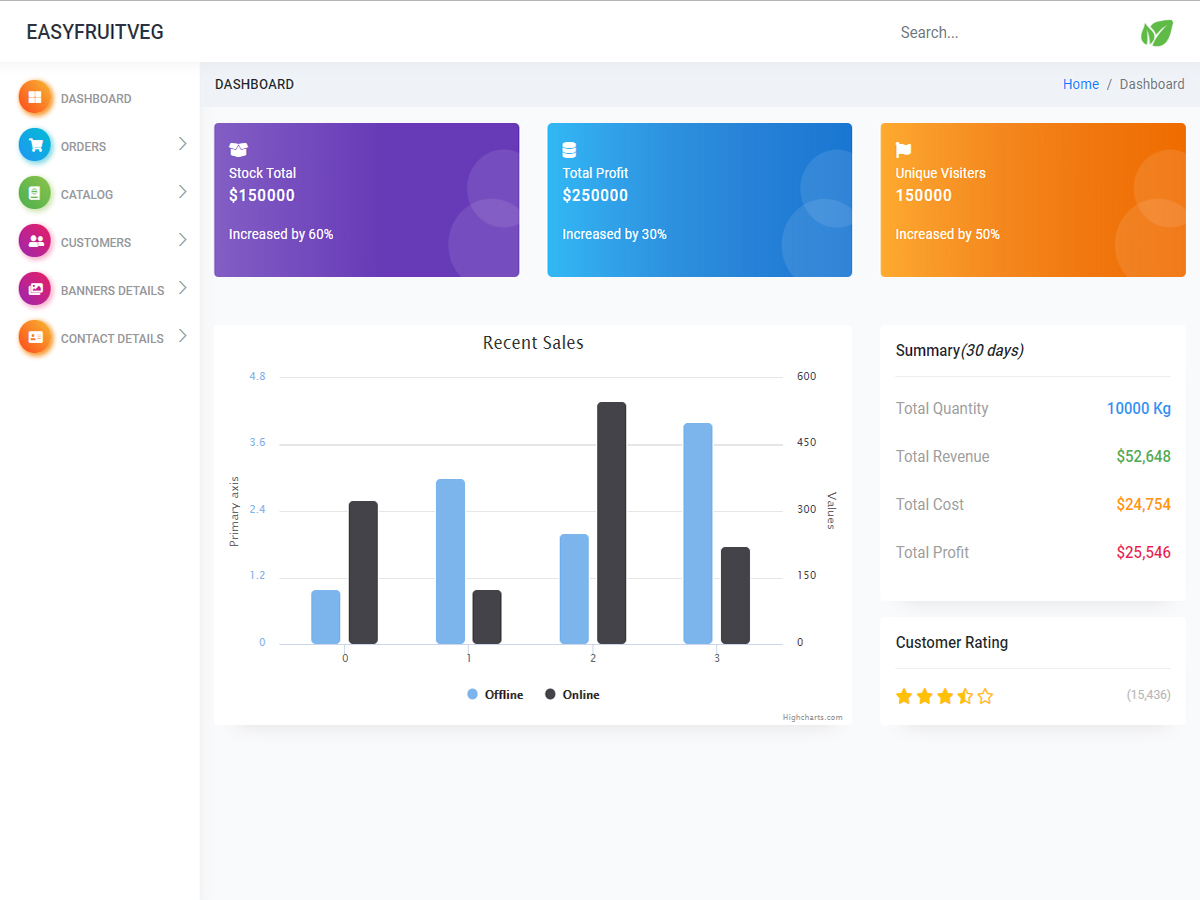 EASYFRUITVEG
Search...
DASHBOARD
ORDERS
CATALOG
CUSTOMERS
BANNERS DETAILS
CONTACT DETAILS
DASHBOARD
Home / Dashboard
Stock Total
$150000
Increased by 60%
Total Profit
$250000
Increased by 30%
Unique Visiters
150000
Increased by 50%
Recent Sales
Primary axis
4.8
3.6
2.4
1.2
0
600
450
300
150
0
Values
0 1 2 3
Offline Online
Highcharts.com
Summary(30 days)
Total Quantity 10000 Kg
Total Revenue $52,648
Total Cost $24,754
Total Profit $25,546
Customer Rating
(15,436)